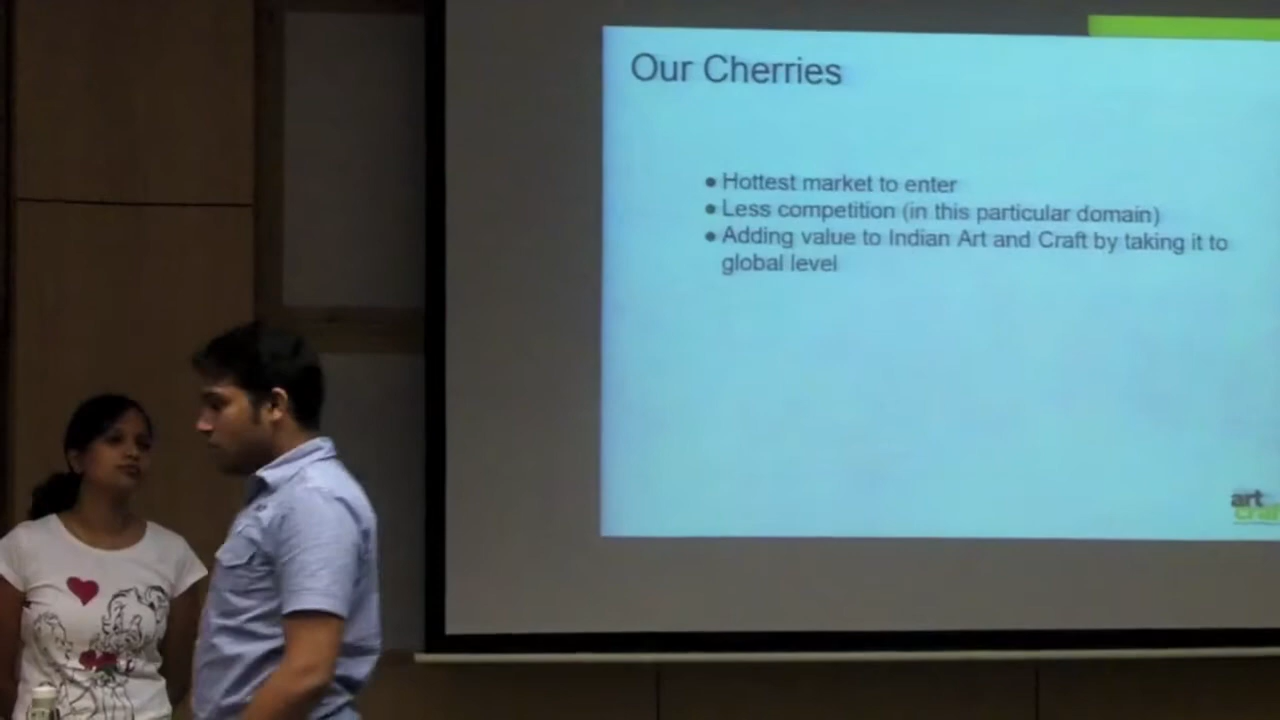 Our Cherries
• Hottest market to enter
• Less competition (in this particular domain)
• Adding value to Indian Art and Craft by taking it to
global level
art